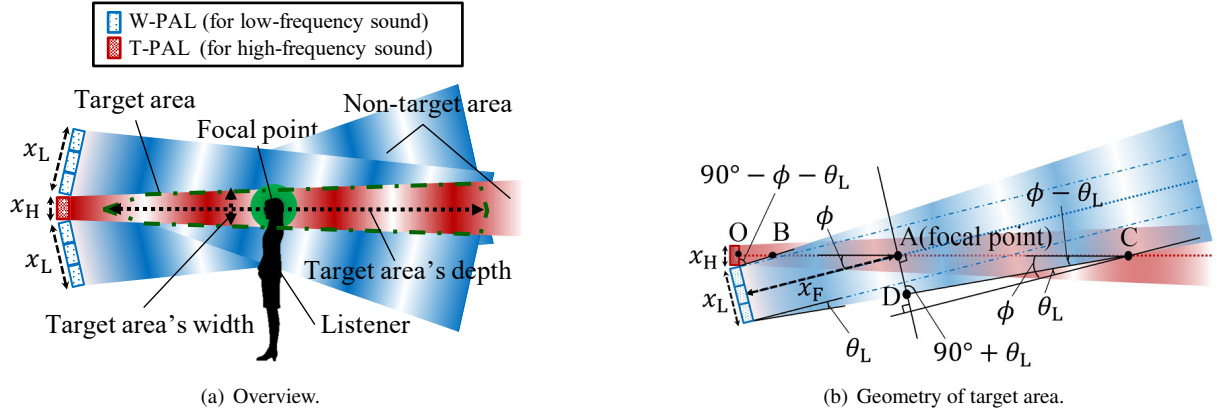 W-PAL (for low-frequency sound)
T-PAL (for high-frequency sound)
Target area
Non-target area
Focal point
x_L
x_H
x_L
Target area's depth
Target area's width
Listener
(a) Overview.
90° − ϕ − θ_L
ϕ − θ_L
ϕ
O
B
A(focal point)
C
x_H
x_L
x_F
D
θ_L
ϕ
θ_L
90° + θ_L
(b) Geometry of target area.